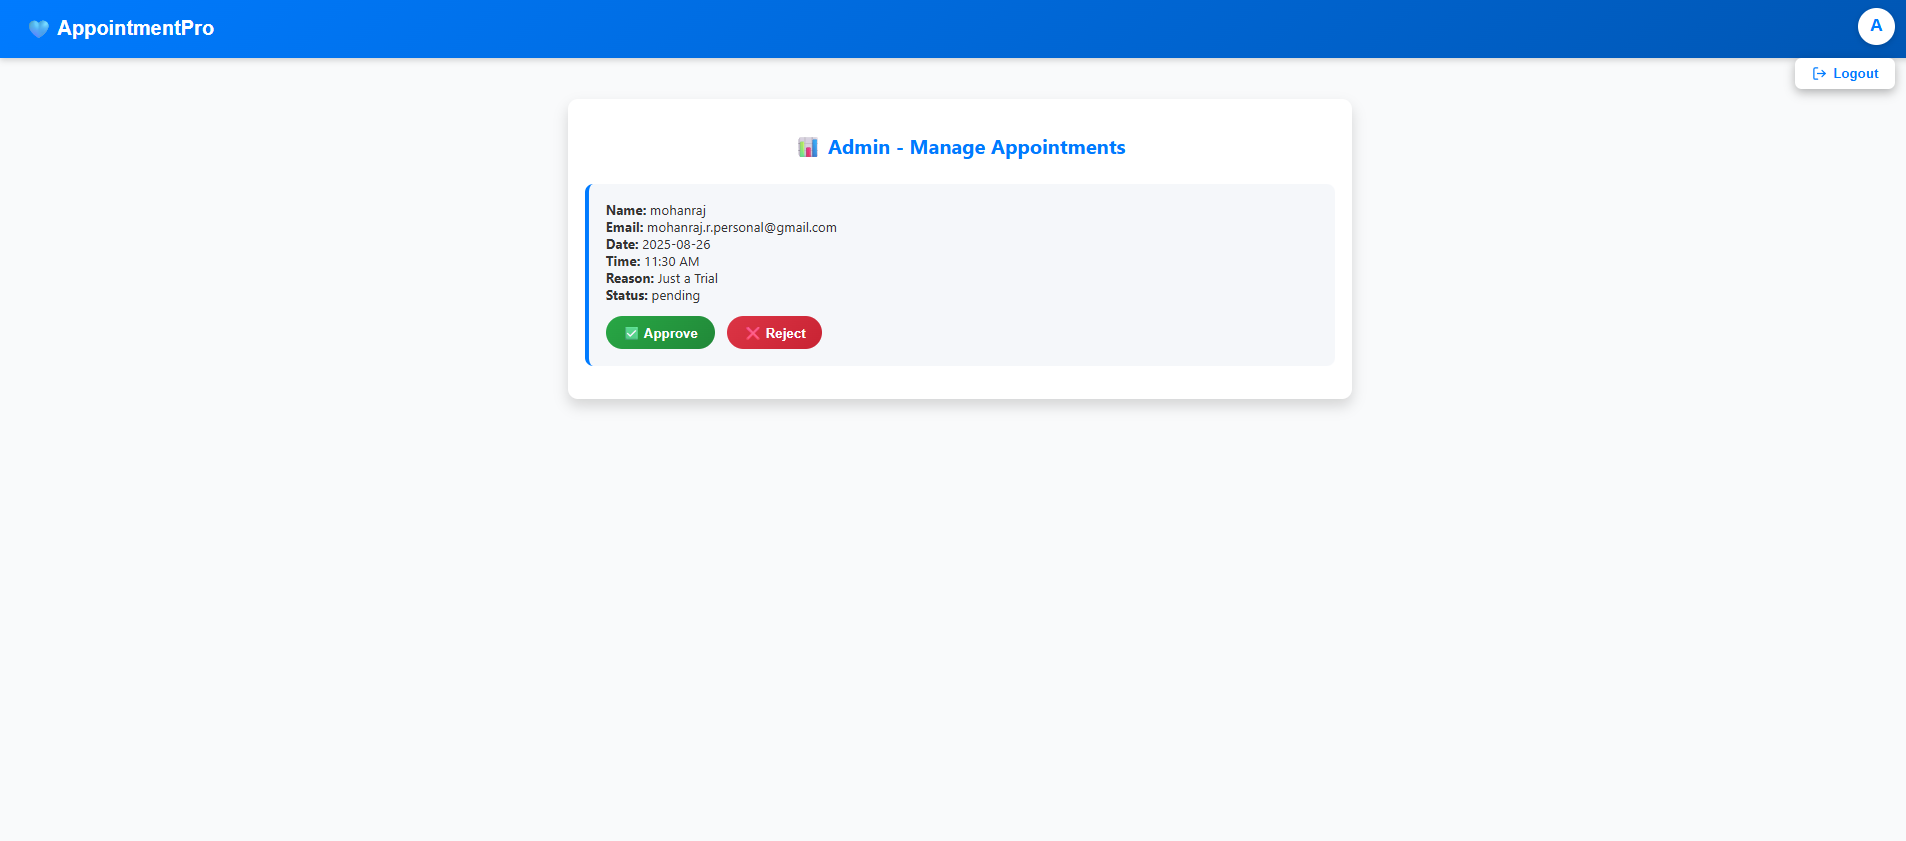 AppointmentPro
A
Logout
Admin - Manage Appointments
Name: mohanraj
Email: mohanraj.r.personal@gmail.com
Date: 2025-08-26
Time: 11:30 AM
Reason: Just a Trial
Status: pending
Approve
Reject